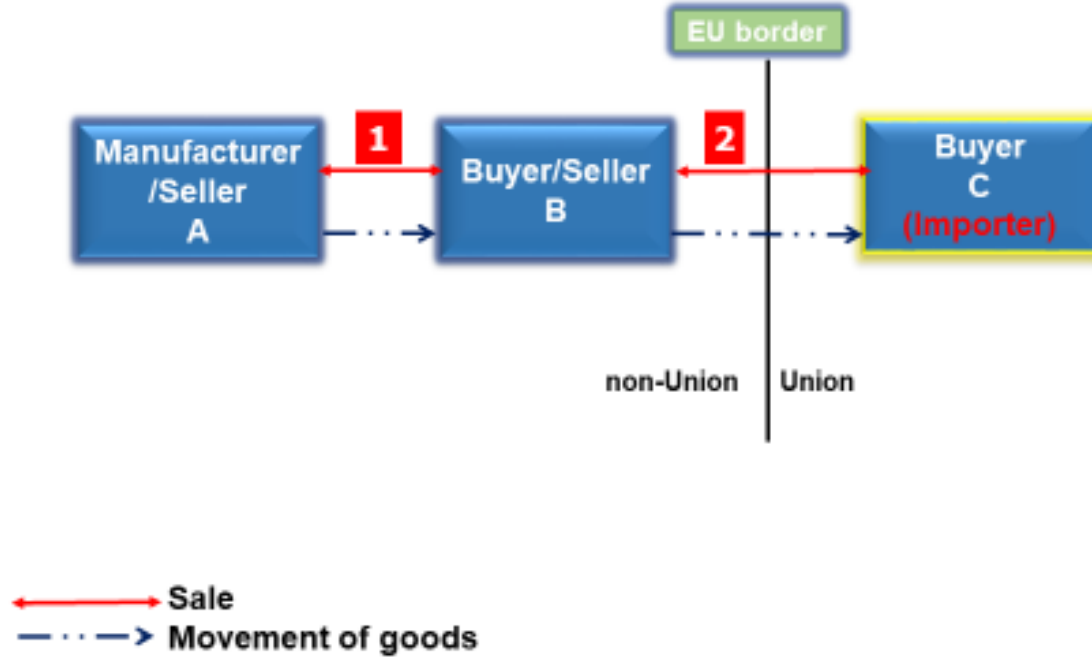 EU border
1
2
Manufacturer
/Seller
A
Buyer/Seller
B
Buyer
C
(Importer)
non-Union
Union
Sale
Movement of goods